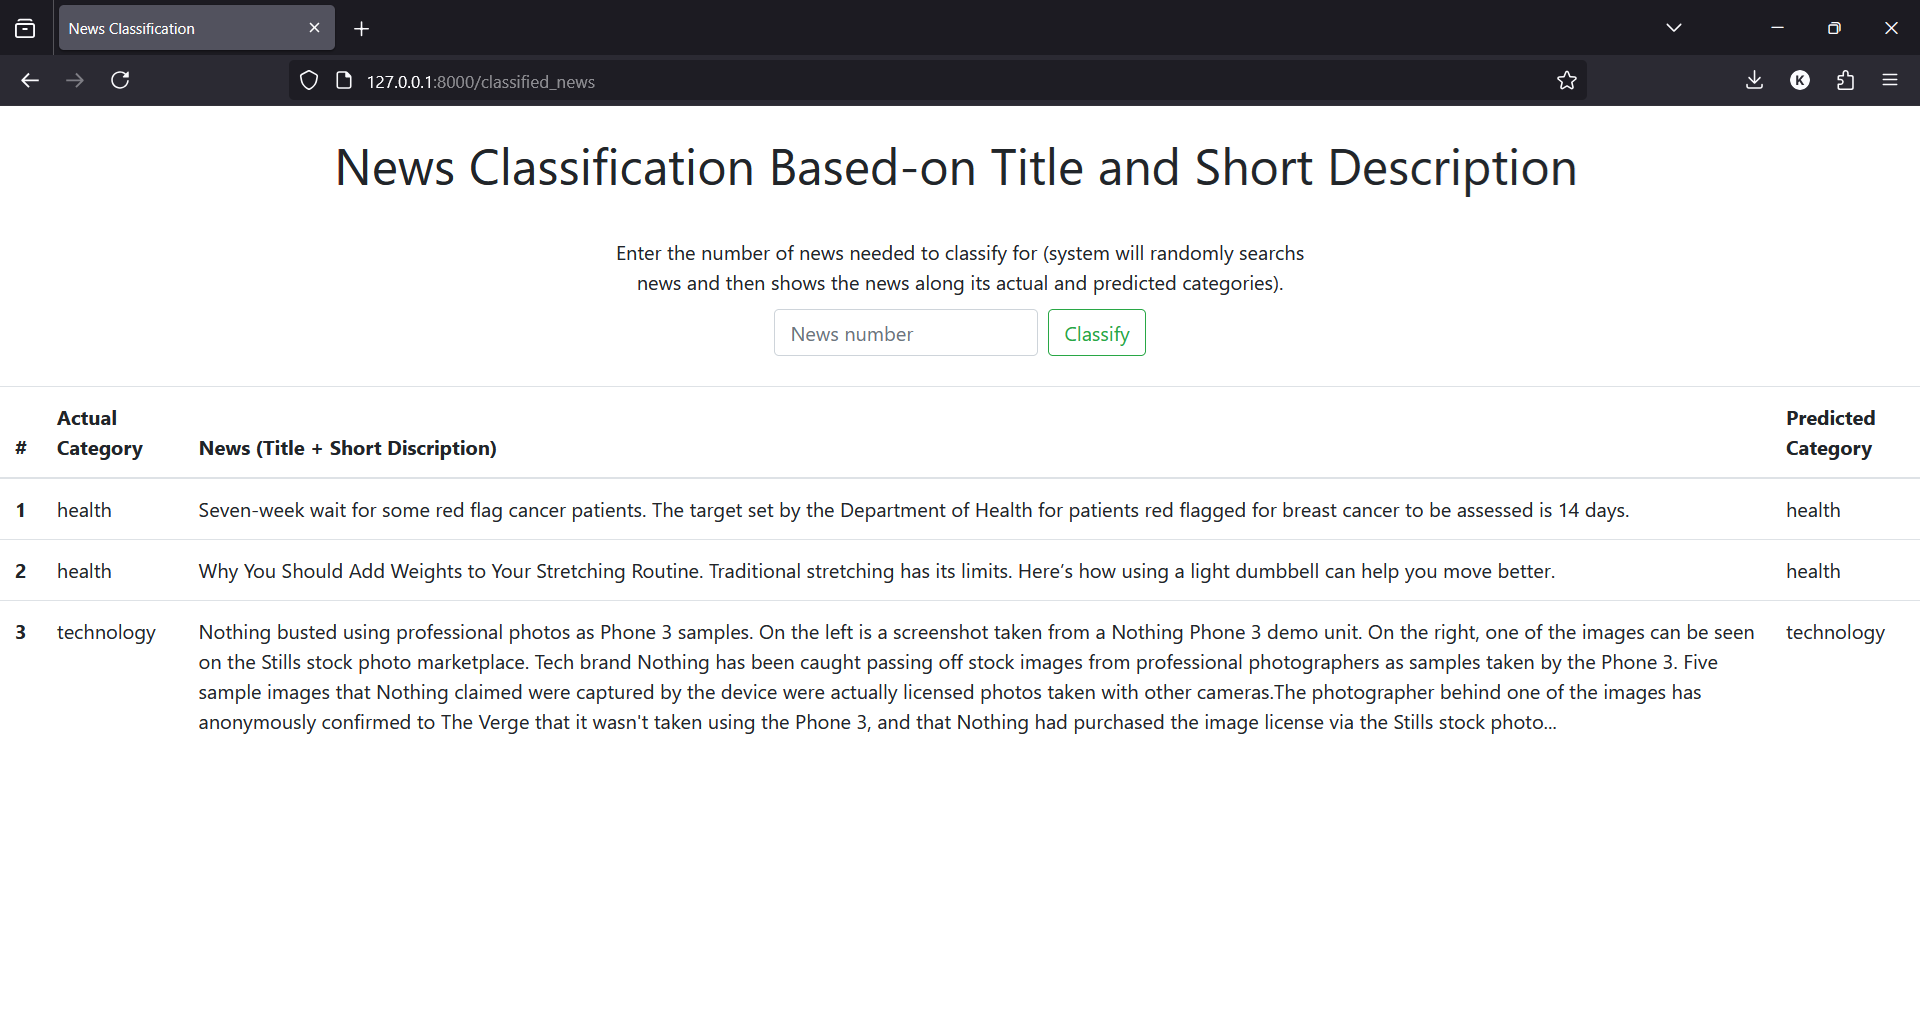 News Classification
127.0.0.1:8000/classified_news
K
News Classification Based-on Title and Short Description
Enter the number of news needed to classify for (system will randomly searchs
news and then shows the news along its actual and predicted categories).
News number
Classify
# Actual Category News (Title + Short Discription) Predicted Category
1 health Seven-week wait for some red flag cancer patients. The target set by the Department of Health for patients red flagged for breast cancer to be assessed is 14 days. health
2 health Why You Should Add Weights to Your Stretching Routine. Traditional stretching has its limits. Here’s how using a light dumbbell can help you move better. health
3 technology Nothing busted using professional photos as Phone 3 samples. On the left is a screenshot taken from a Nothing Phone 3 demo unit. On the right, one of the images can be seen technology
on the Stills stock photo marketplace. Tech brand Nothing has been caught passing off stock images from professional photographers as samples taken by the Phone 3. Five
sample images that Nothing claimed were captured by the device were actually licensed photos taken with other cameras.The photographer behind one of the images has
anonymously confirmed to The Verge that it wasn't taken using the Phone 3, and that Nothing had purchased the image license via the Stills stock photo...